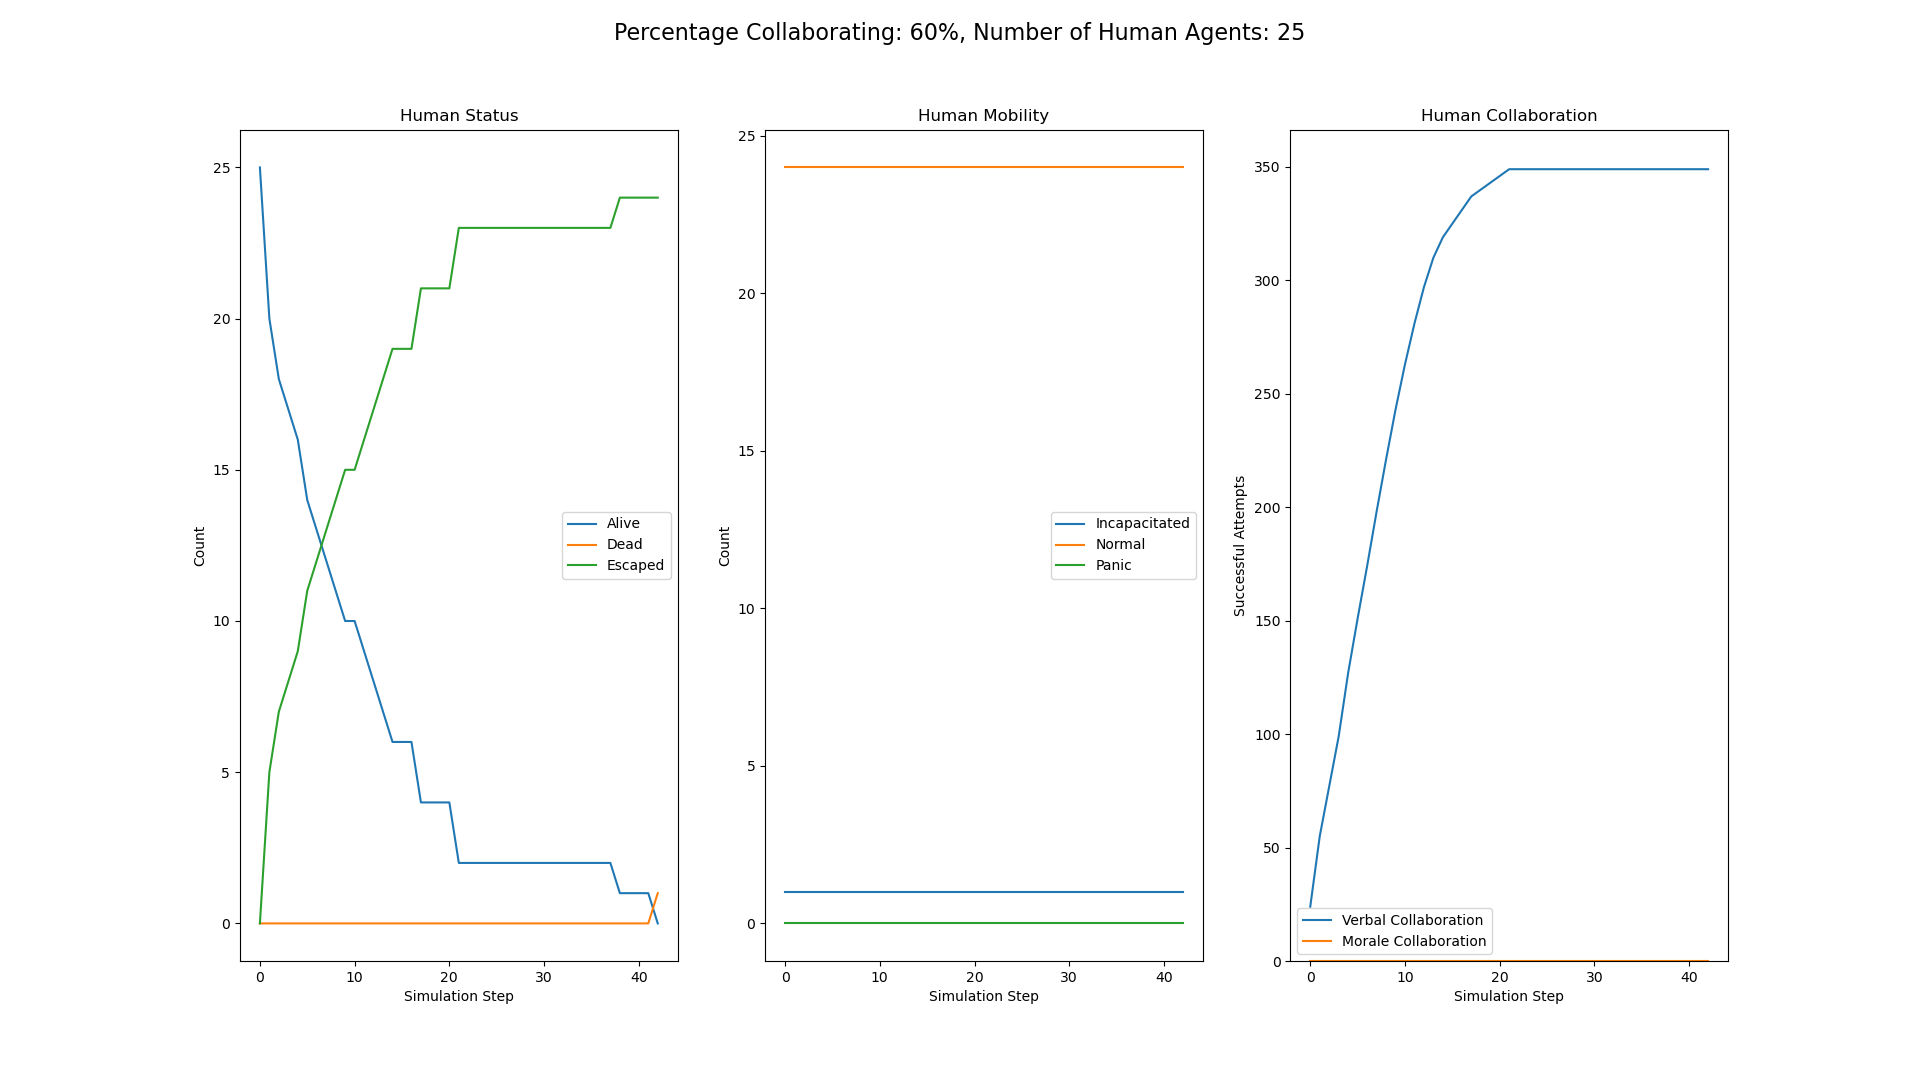 Percentage Collaborating: 60%, Number of Human Agents: 25
Human Status
25
20
15
10
5
0
Count
Alive
Dead
Escaped
0 10 20 30 40
Simulation Step
Human Mobility
25
20
15
10
5
0
Count
Incapacitated
Normal
Panic
0 10 20 30 40
Simulation Step
Human Collaboration
350
300
250
200
150
100
50
0
Successful Attempts
Verbal Collaboration
Morale Collaboration
0 10 20 30 40
Simulation Step